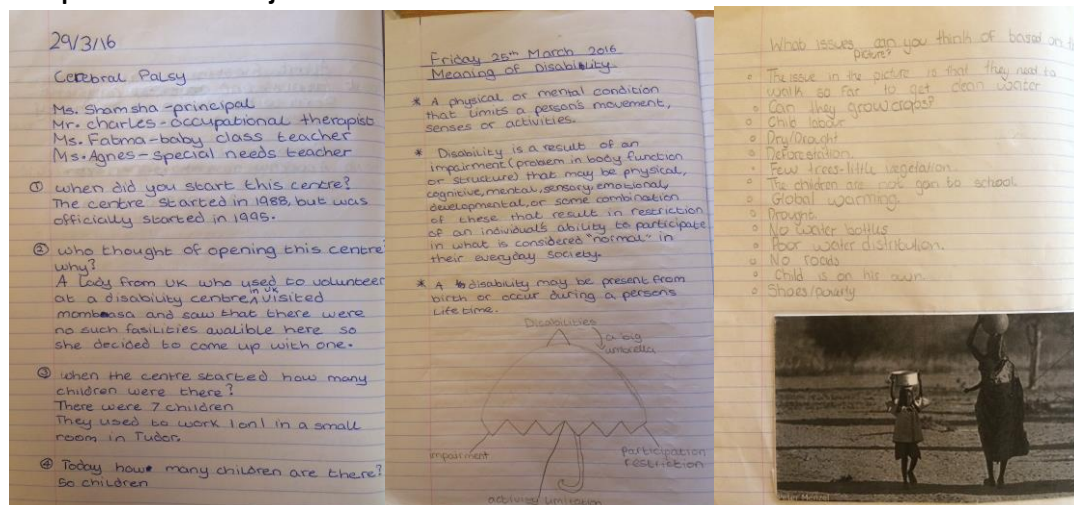 29/3/16
Cerebral Palsy
Ms. Shamsha - principal
Mr. charles - occupational therapist
Ms. Fatma - baby class teacher
Ms. Agnes - special needs teacher
① when did you start this centre?
The centre started in 1988, but was
officially started in 1995.
② who thought of opening this centre?
why?
A Lady from UK who used to volunteer
at a disability centre in UK visited
mombasa and saw that there were
no such fasilities avalible here so
she decided to come up with one.
③ when the centre started how many
children were there?
There were 7 children
They used to work 1on1 in a small
room in Tudor.
④ Today how many children are there?
50 children
Friday 25th March 2016
Meaning of Disability.
* A physical or mental condition
that limits a person's movement,
senses or activities.
* Disability is a result of an
impairment (problem in body function
or structure) that may be physical,
cognitive, mental, sensory, emotional,
developmental, or some combination
of these that result in restriction
of an individual's ability to participate
in what is considered "normal" in
their everyday society.
* A disability may be present from
birth or occur during a person's
life time.
Disabilities
a big
umbrella
impairment
Participation
restriction
activity limitation
What issues can you think of based on
picture?
The issue in the picture is that they need to
walk so far to get clean water
Can they grow crops?
Child labour
Dry/Drought
Deforestation
Few trees - little vegetation.
The children are not gon to school
Global warming
Drought
No water bottles
Poor water distribution.
No roads
Child is on his own
Shoes/poverty